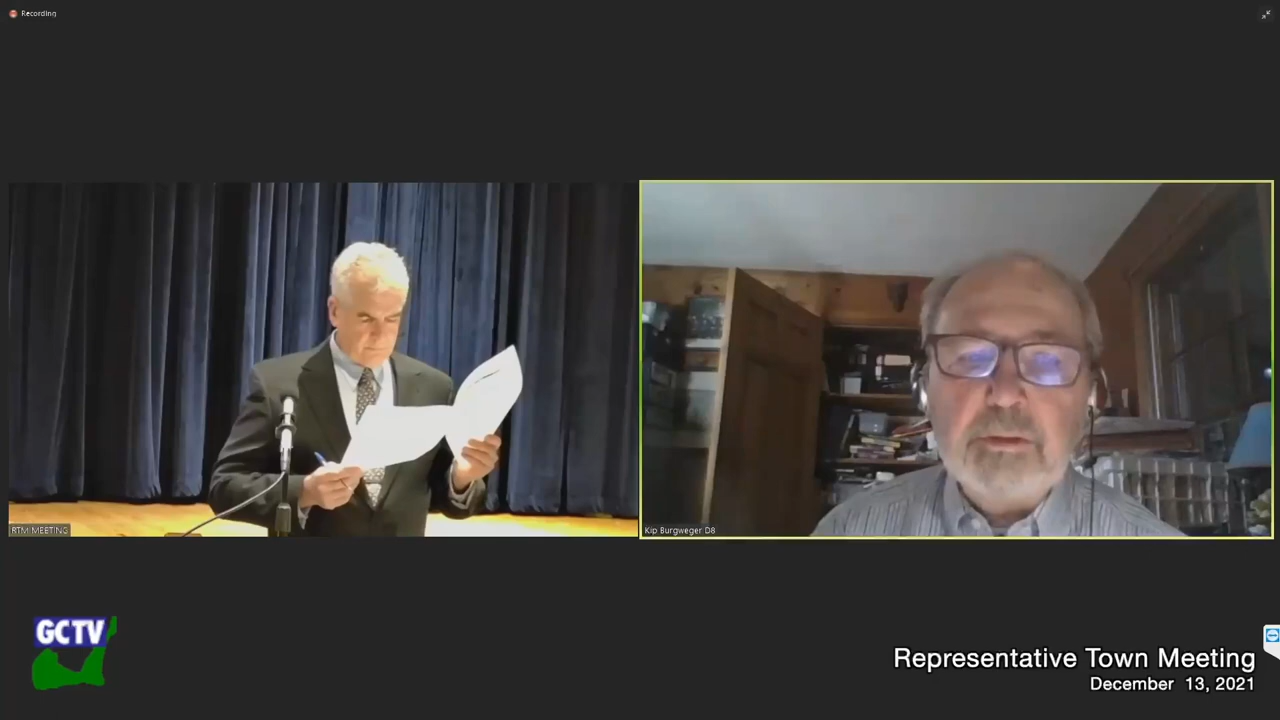 Recording
RTM MEETING
Kip Burgweger D8
GCTV
Representative Town Meeting
December 13, 2021